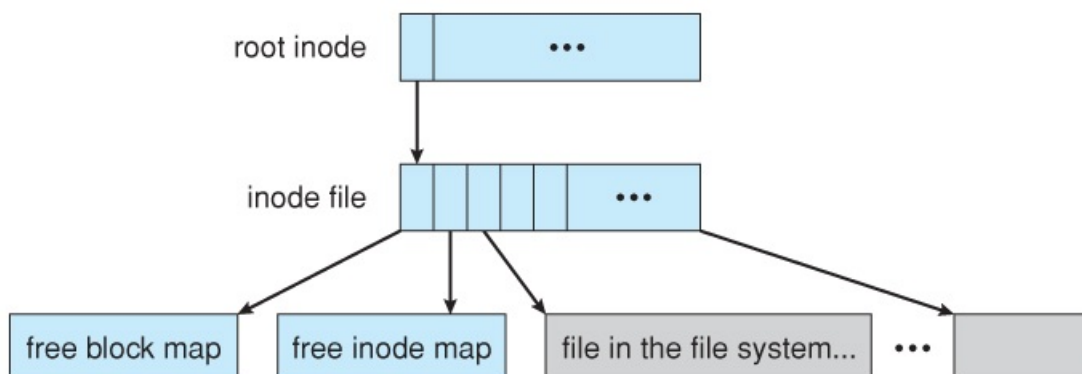 root inode
•••
inode file
•••
free block map
free inode map
file in the file system...
•••